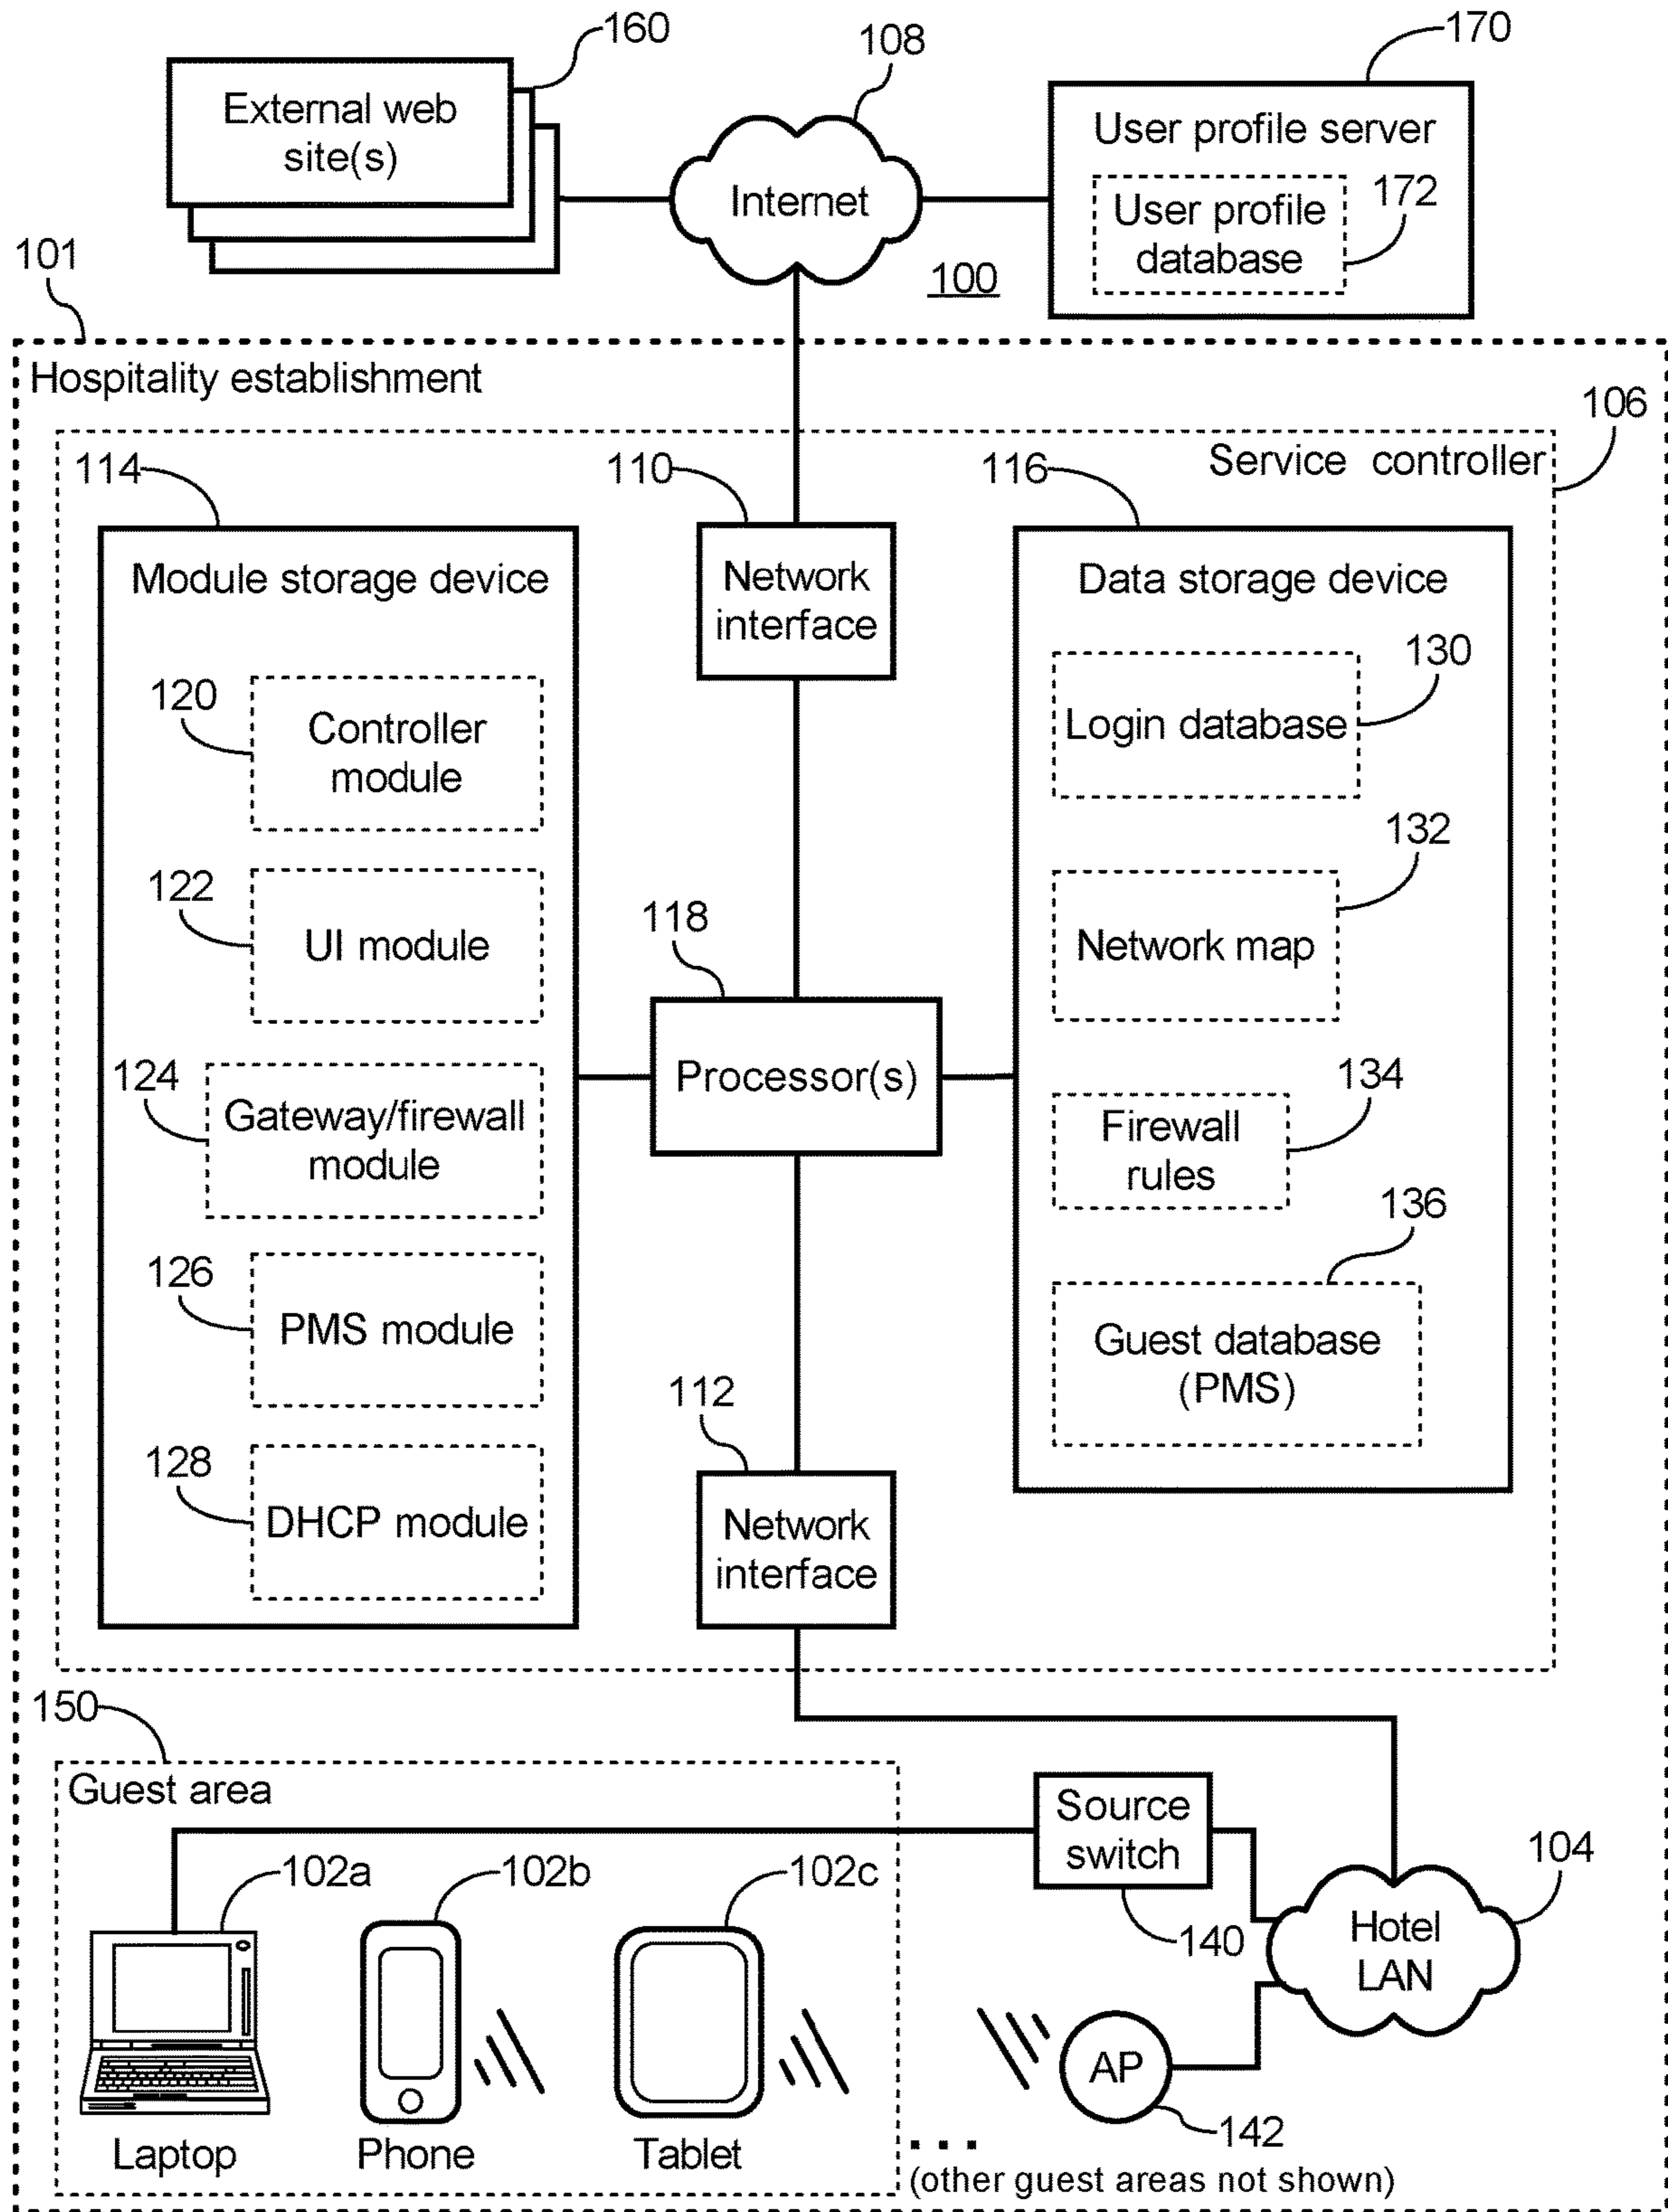 160
108
170
External web
site(s)
Internet
User profile server
User profile
database
172
101
100
Hospitality establishment
106
Service controller
114
110
116
Module storage device
Network
interface
Data storage device
120
Controller
module
130
Login database
122
UI module
132
Network map
118
Processor(s)
124
Gateway/firewall
module
134
Firewall
rules
126
PMS module
136
Guest database
(PMS)
112
128
DHCP module
Network
interface
150
Guest area
Source
switch
102a
102b
102c
104
140
Hotel
LAN
AP
142
Laptop
Phone
Tablet
...
(other guest areas not shown)